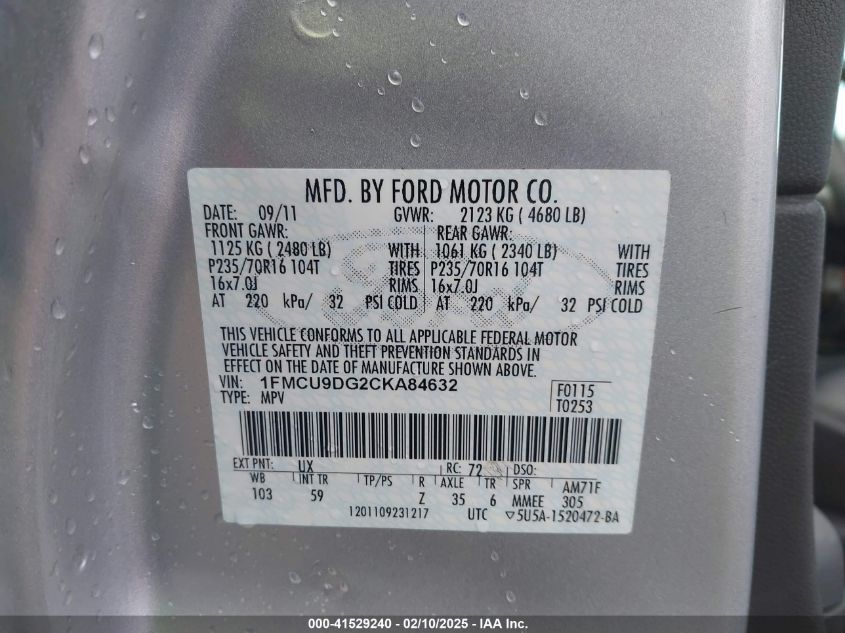 MFD. BY FORD MOTOR CO.
DATE: 09/11 GVWR: 2123 KG ( 4680 LB)
FRONT GAWR: REAR GAWR:
1125 KG ( 2480 LB) WITH 1061 KG ( 2340 LB) WITH
P235/70R16 104T TIRES P235/70R16 104T TIRES
16x7.0J RIMS 16x7.0J RIMS
AT 220 kPa/ 32 PSI COLD AT 220 kPa/ 32 PSI COLD
THIS VEHICLE CONFORMS TO ALL APPLICABLE FEDERAL MOTOR
VEHICLE SAFETY AND THEFT PREVENTION STANDARDS IN
EFFECT ON THE DATE OF MANUFACTURE SHOWN ABOVE.
VIN: 1FMCU9DG2CKA84632 F0115
TYPE: MPV T0253
EXT PNT: UX RC: 72 DSO:
WB INT TR TP/PS R AXLE TR SPR AM71F
103 59 Z 35 6 MMEE 305
1201109231217 UTC ▽5U5A-1520472-BA
000-41529240 - 02/10/2025 - IAA Inc.